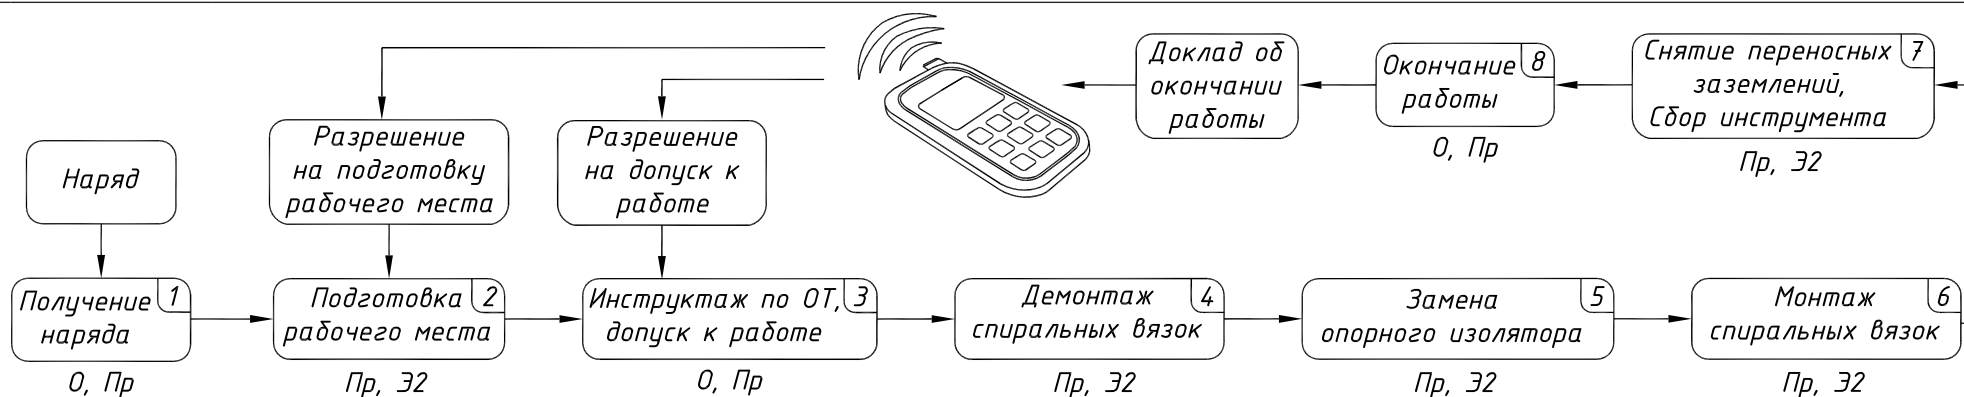 Наряд
Получение
наряда
1
О, Пр
Разрешение
на подготовку
рабочего места
Подготовка
рабочего места
2
Пр, Э2
Разрешение
на допуск к
работе
Инструктаж по ОТ,
допуск к работе
3
О, Пр
Демонтаж
спиральных вязок
4
Пр, Э2
Замена
опорного изолятора
5
Пр, Э2
Монтаж
спиральных вязок
6
Пр, Э2
Снятие переносных
заземлений,
Сбор инструмента
7
Пр, Э2
Окончание
работы
8
О, Пр
Доклад об
окончании
работы